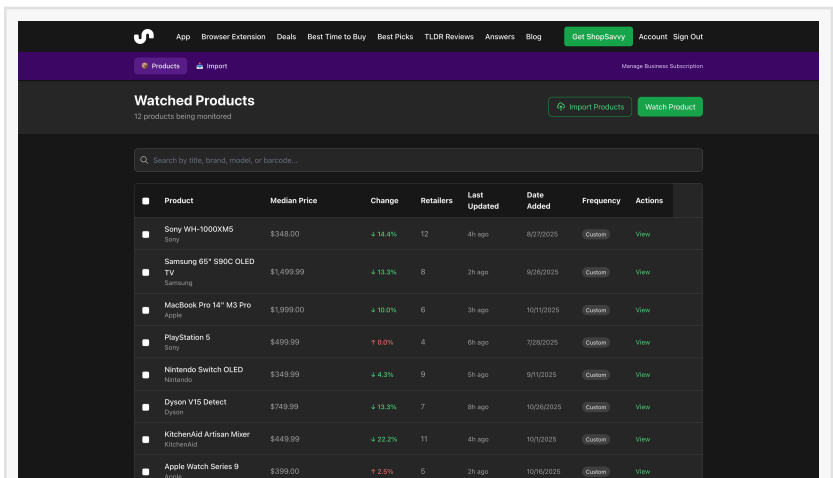 App Browser Extension Deals Best Time to Buy Best Picks TLDR Reviews Answers Blog Get ShopSavvy Account Sign Out
Products Import Manage Business Subscription
Watched Products
12 products being monitored
Import Products Watch Product
Search by title, brand, model, or barcode...
Product Median Price Change Retailers Last Updated Date Added Frequency Actions
Sony WH-1000XM5
Sony
$348.00 ↓ 14.4% 12 4h ago 8/27/2025 Custom View
Samsung 65" S90C OLED
TV
Samsung
$1,499.99 ↓ 13.3% 8 2h ago 9/26/2025 Custom View
MacBook Pro 14" M3 Pro
Apple
$1,999.00 ↓ 10.0% 6 3h ago 10/11/2025 Custom View
PlayStation 5
Sony
$499.99 ↑ 0.0% 4 6h ago 7/28/2025 Custom View
Nintendo Switch OLED
Nintendo
$349.99 ↓ 4.3% 9 5h ago 9/11/2025 Custom View
Dyson V15 Detect
Dyson
$749.99 ↓ 13.3% 7 8h ago 10/26/2025 Custom View
KitchenAid Artisan Mixer
KitchenAid
$449.99 ↓ 22.2% 11 4h ago 10/1/2025 Custom View
Apple Watch Series 9
Apple
$399.00 ↑ 2.5% 5 2h ago 10/16/2025 Custom View